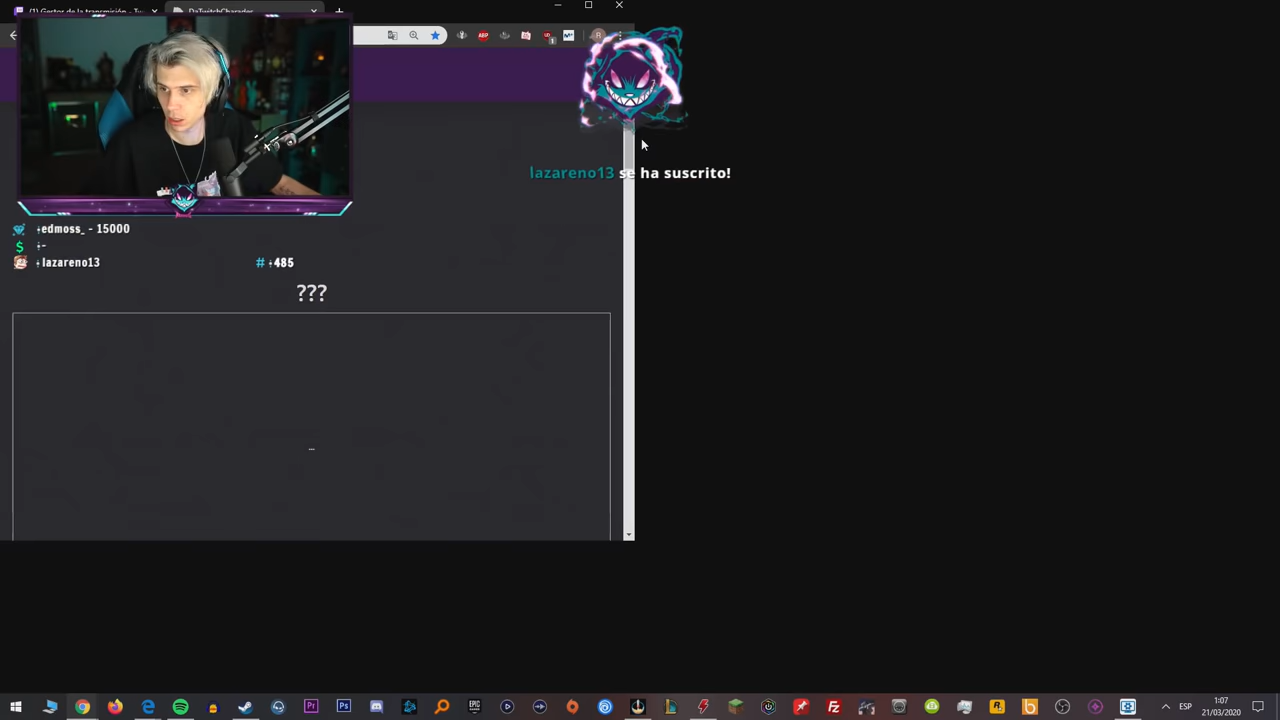 (1) Gestor de la transmisión - Tw
DaTwitchCharades
lazareno13 se ha suscrito!
edmoss_ - 15000
-
lazareno13
# 485
???
...
ESP
1:07
21/03/2020